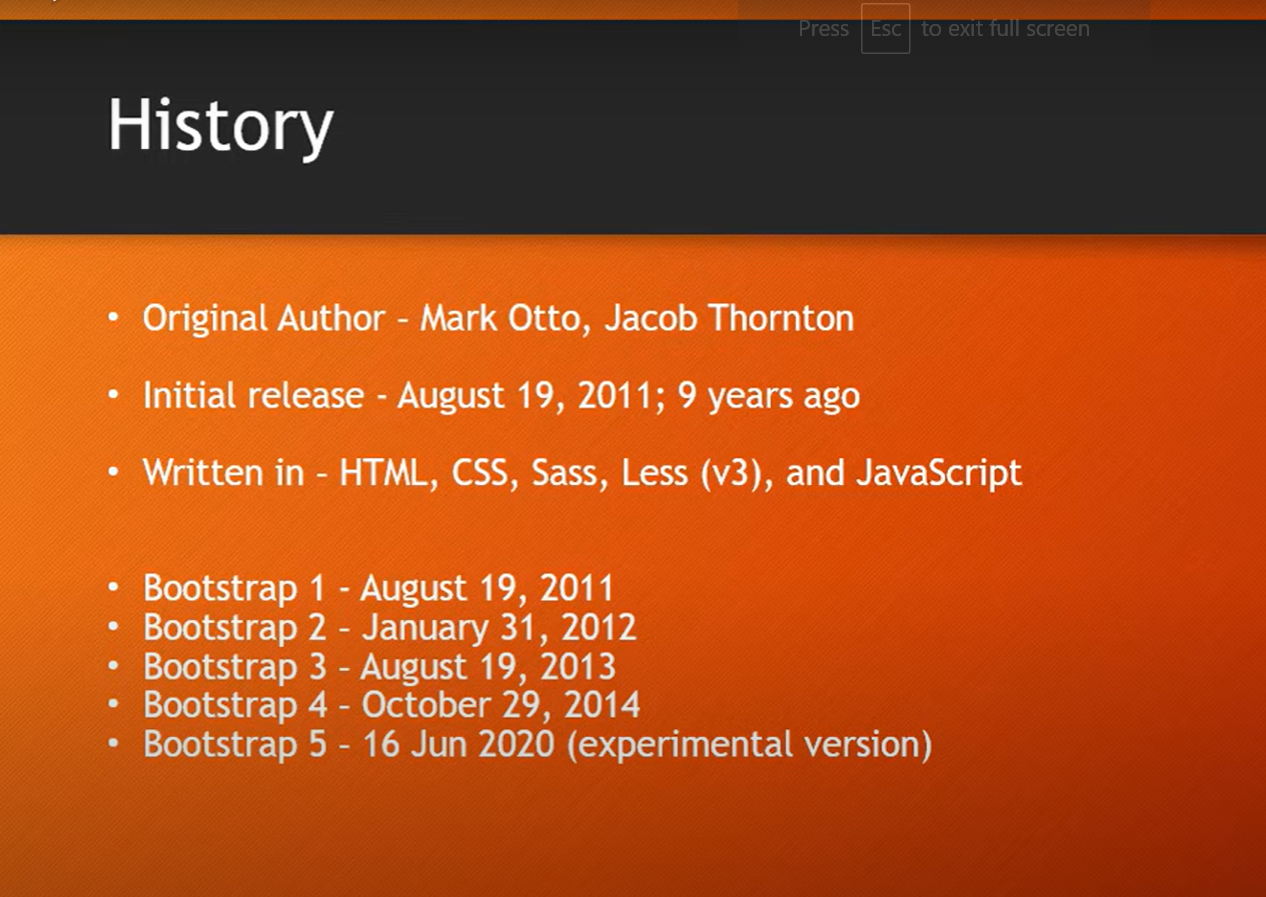 Press Esc to exit full screen
History
• Original Author – Mark Otto, Jacob Thornton
• Initial release - August 19, 2011; 9 years ago
• Written in – HTML, CSS, Sass, Less (v3), and JavaScript
• Bootstrap 1 - August 19, 2011
• Bootstrap 2 – January 31, 2012
• Bootstrap 3 – August 19, 2013
• Bootstrap 4 – October 29, 2014
• Bootstrap 5 – 16 Jun 2020 (experimental version)